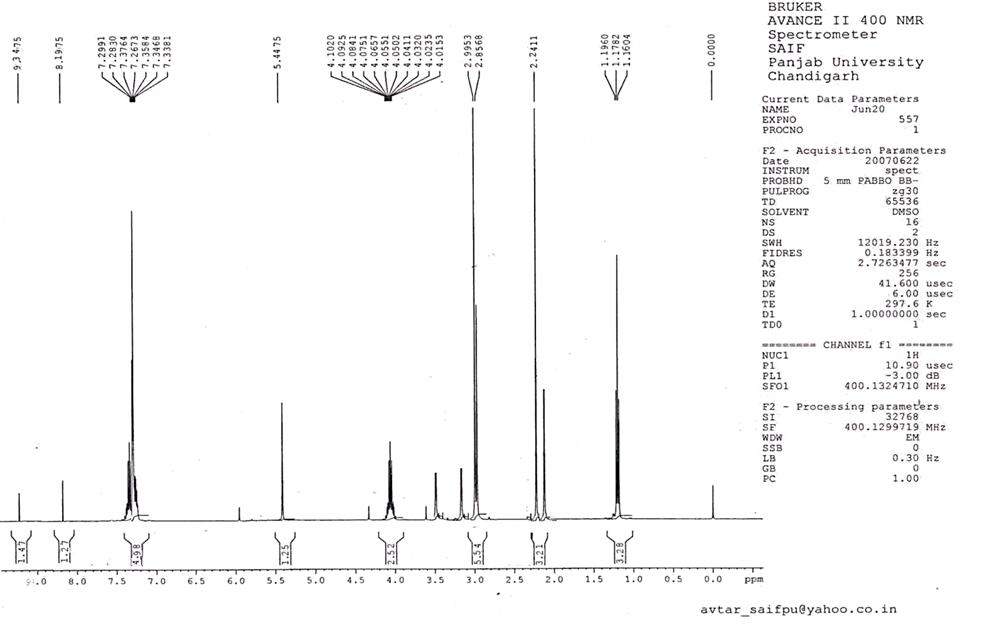 9.3475
8.1975
7.2991
7.2830
7.3764
7.2673
7.3584
7.3468
7.3381
5.4475
4.1020
4.0925
4.0841
4.0751
4.0657
4.0551
4.0502
4.0411
4.0320
4.0235
4.0153
2.9953
2.8568
2.2411
1.1960
1.1782
1.1604
0.0000
BRUKER
AVANCE II 400 NMR
Spectrometer
SAIF
Panjab University
Chandigarh
Current Data Parameters
NAME Jun20
EXPNO 557
PROCNO 1
F2 - Acquisition Parameters
Date 20070622
INSTRUM spect
PROBHD 5 mm PABBO BB-
PULPROG zg30
TD 65536
SOLVENT DMSO
NS 16
DS 2
SWH 12019.230 Hz
FIDRES 0.183399 Hz
AQ 2.7263477 sec
RG 256
DW 41.600 usec
DE 6.00 usec
TE 297.6 K
D1 1.00000000 sec
TD0 1
======== CHANNEL f1 ========
NUC1 1H
P1 10.90 usec
PL1 -3.00 dB
SFO1 400.1324710 MHz
F2 - Processing parameters
SI 32768
SF 400.1299719 MHz
WDW EM
SSB 0
LB 0.30 Hz
GB 0
PC 1.00
1.47
1.27
4.98
1.25
2.52
5.54
3.21
3.28
8.0 7.5 7.0 6.5 6.0 5.5 5.0 4.5 4.0 3.5 3.0 2.5 2.0 1.5 1.0 0.5 0.0 ppm
avtar_saifpu@yahoo.co.in